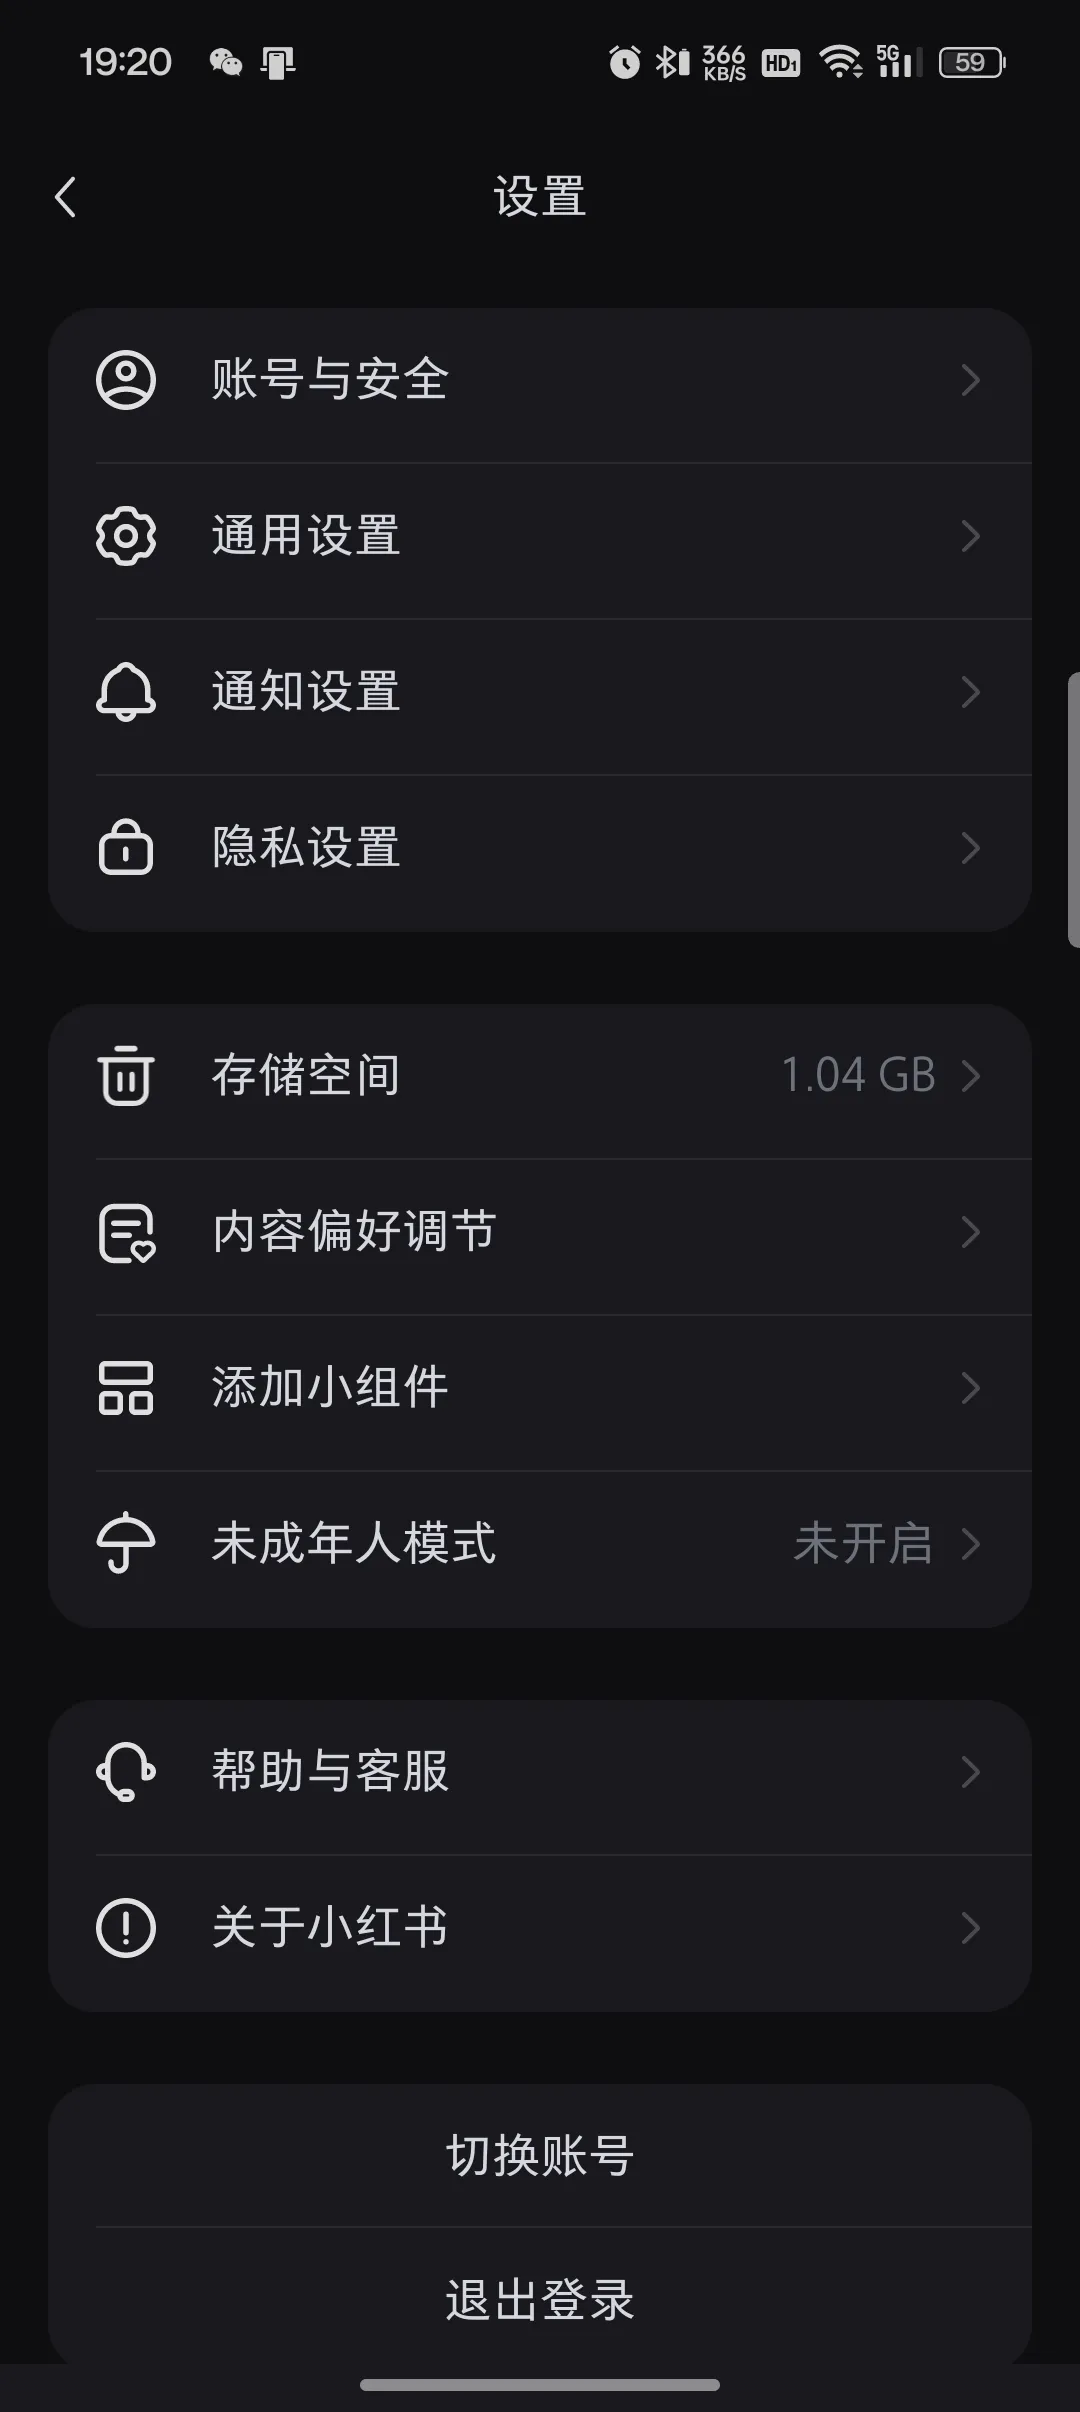 19:20 366 KB/S HD1 5G 59
设置
账号与安全
通用设置
通知设置
隐私设置
存储空间 1.04 GB
内容偏好调节
添加小组件
未成年人模式 未开启
帮助与客服
关于小红书
切换账号
退出登录